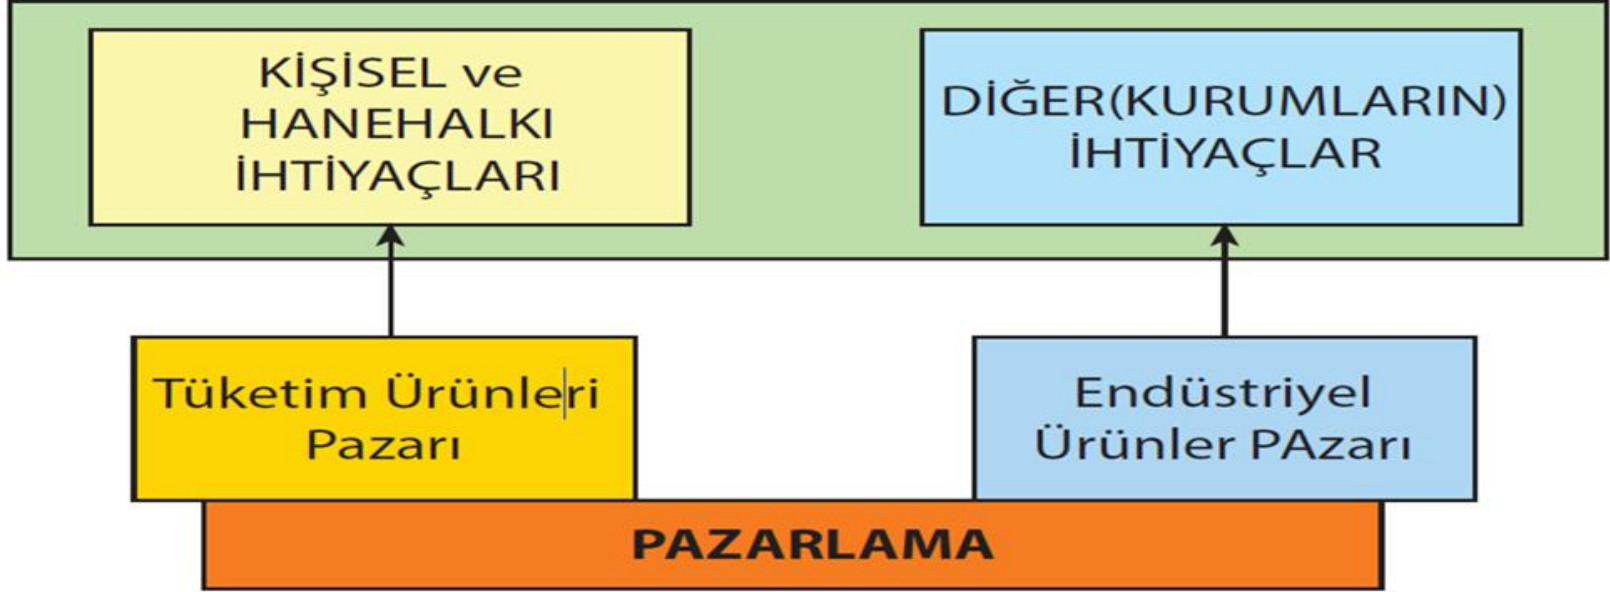 KİŞİSEL ve
HANEHALKI
İHTİYAÇLARI
DİĞER(KURUMLARIN)
İHTİYAÇLAR
Tüketim Ürünleri
Pazarı
Endüstriyel
Ürünler PAzarı
PAZARLAMA